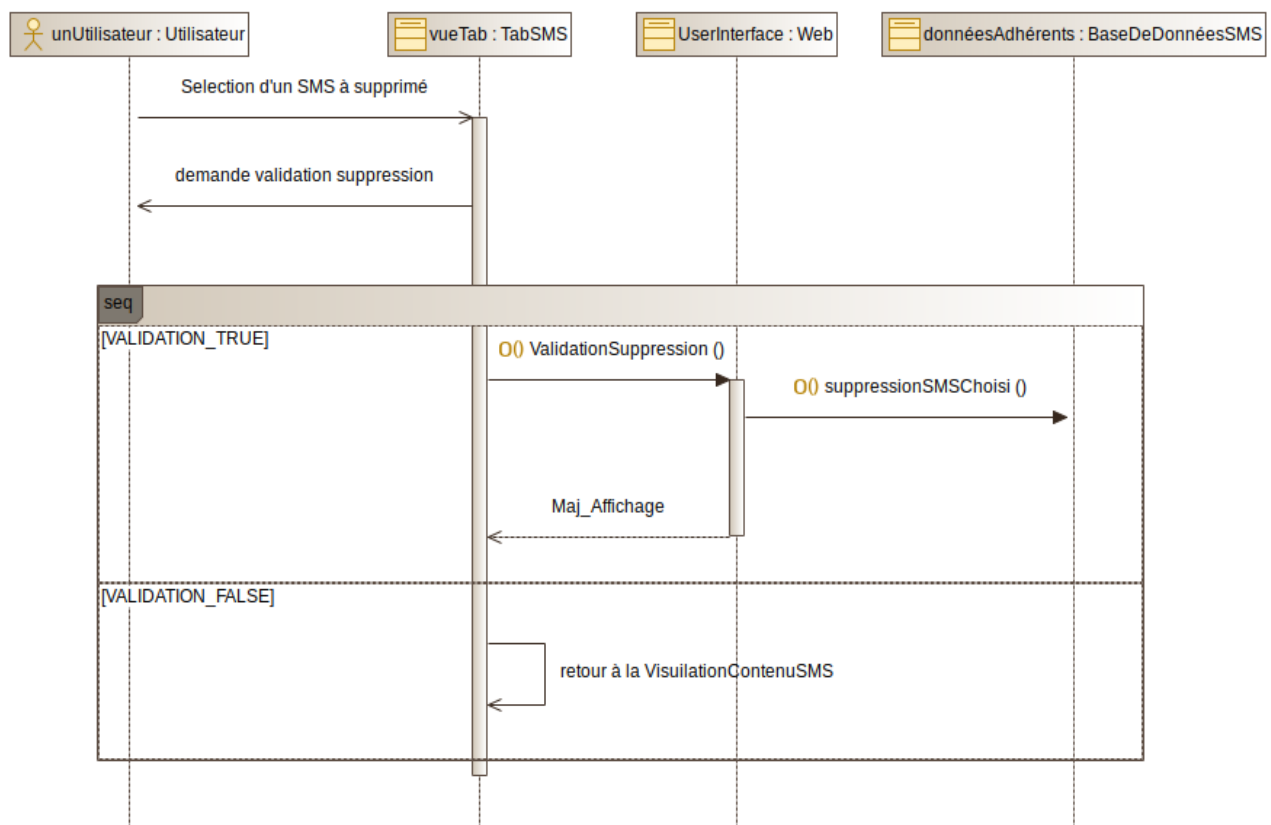 unUtilisateur : Utilisateur
vueTab : TabSMS
UserInterface : Web
donnéesAdhérents : BaseDeDonnéesSMS
Selection d'un SMS à supprimé
demande validation suppression
seq
[VALIDATION_TRUE]
O() ValidationSuppression ()
O() suppressionSMSChoisi ()
Maj_Affichage
[VALIDATION_FALSE]
retour à la VisuilationContenuSMS